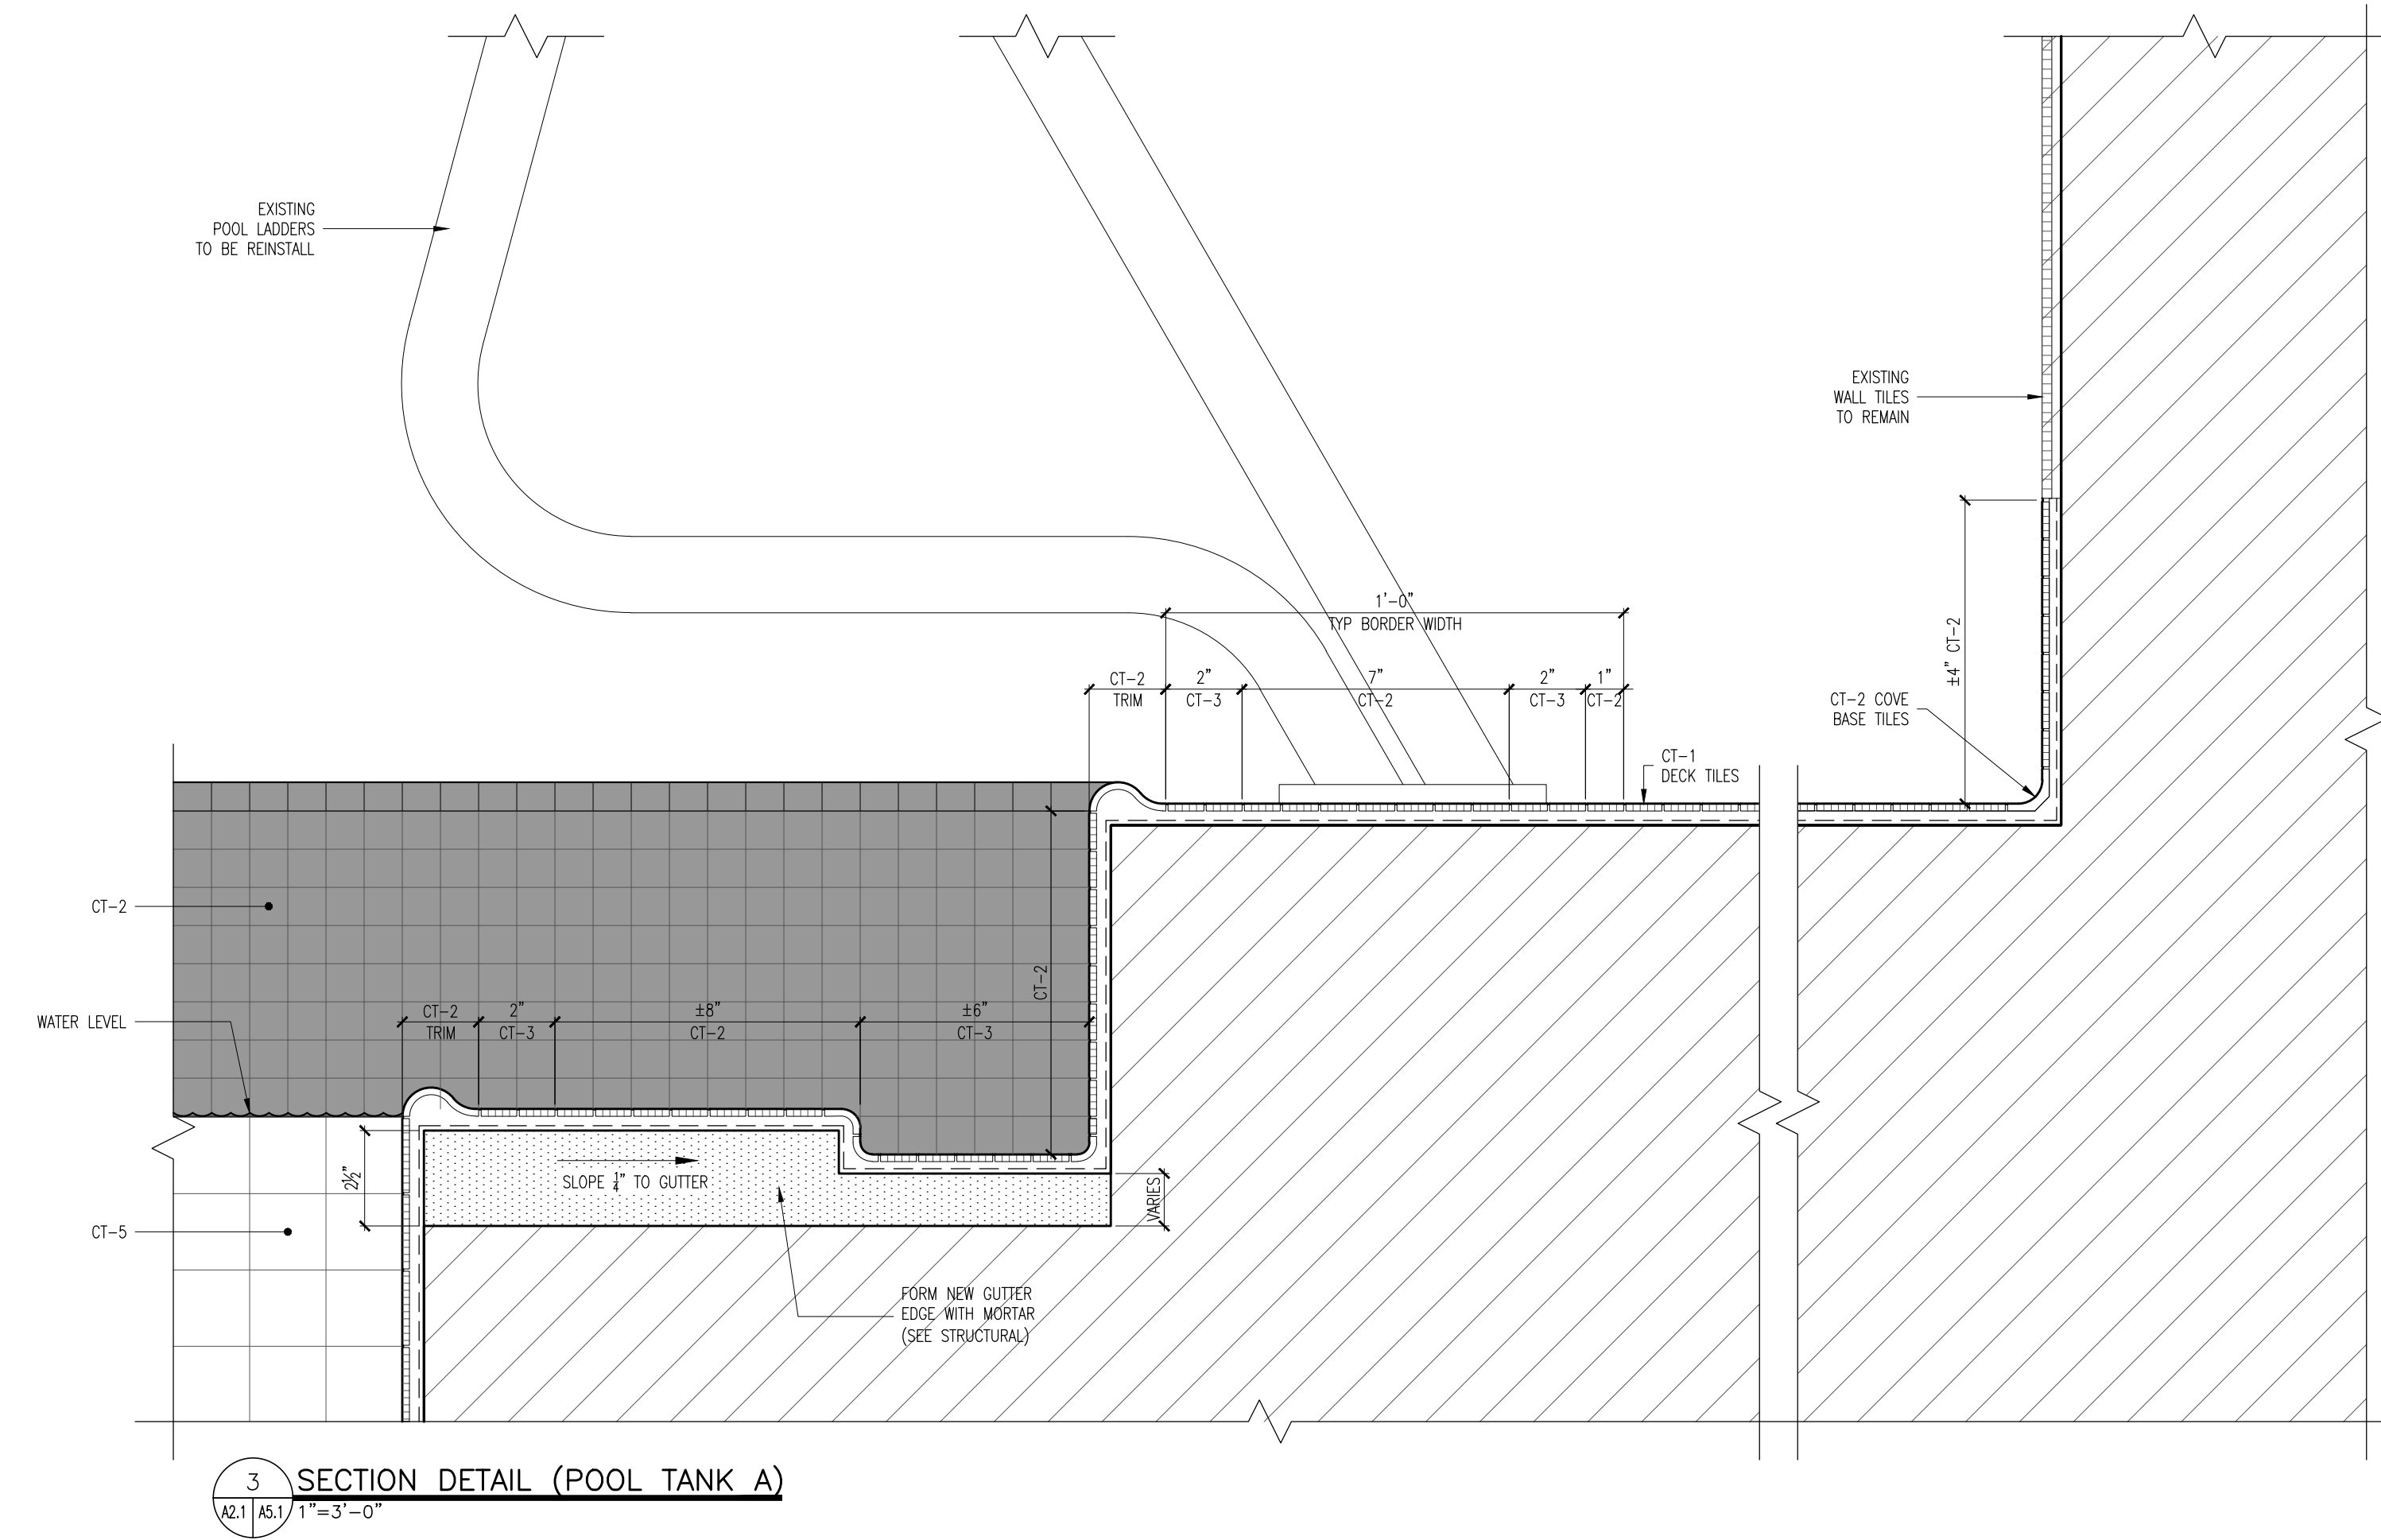 EXISTING
POOL LADDERS
TO BE REINSTALL
EXISTING
WALL TILES
TO REMAIN
1'-0"
TYP BORDER WIDTH
±4" CT-2
CT-2
TRIM
2"
CT-3
7"
CT-2
2"
CT-3
1"
CT-2
CT-2 COVE
BASE TILES
CT-1
DECK TILES
CT-2
CT-2
WATER LEVEL
CT-2
TRIM
2"
CT-3
±8"
CT-2
±6"
CT-3
2½"
SLOPE ¼" TO GUTTER
VARIES
CT-5
FORM NEW GUTTER
EDGE WITH MORTAR
(SEE STRUCTURAL)
3
A2.1
A5.1
SECTION DETAIL (POOL TANK A)
1"=3'-0"